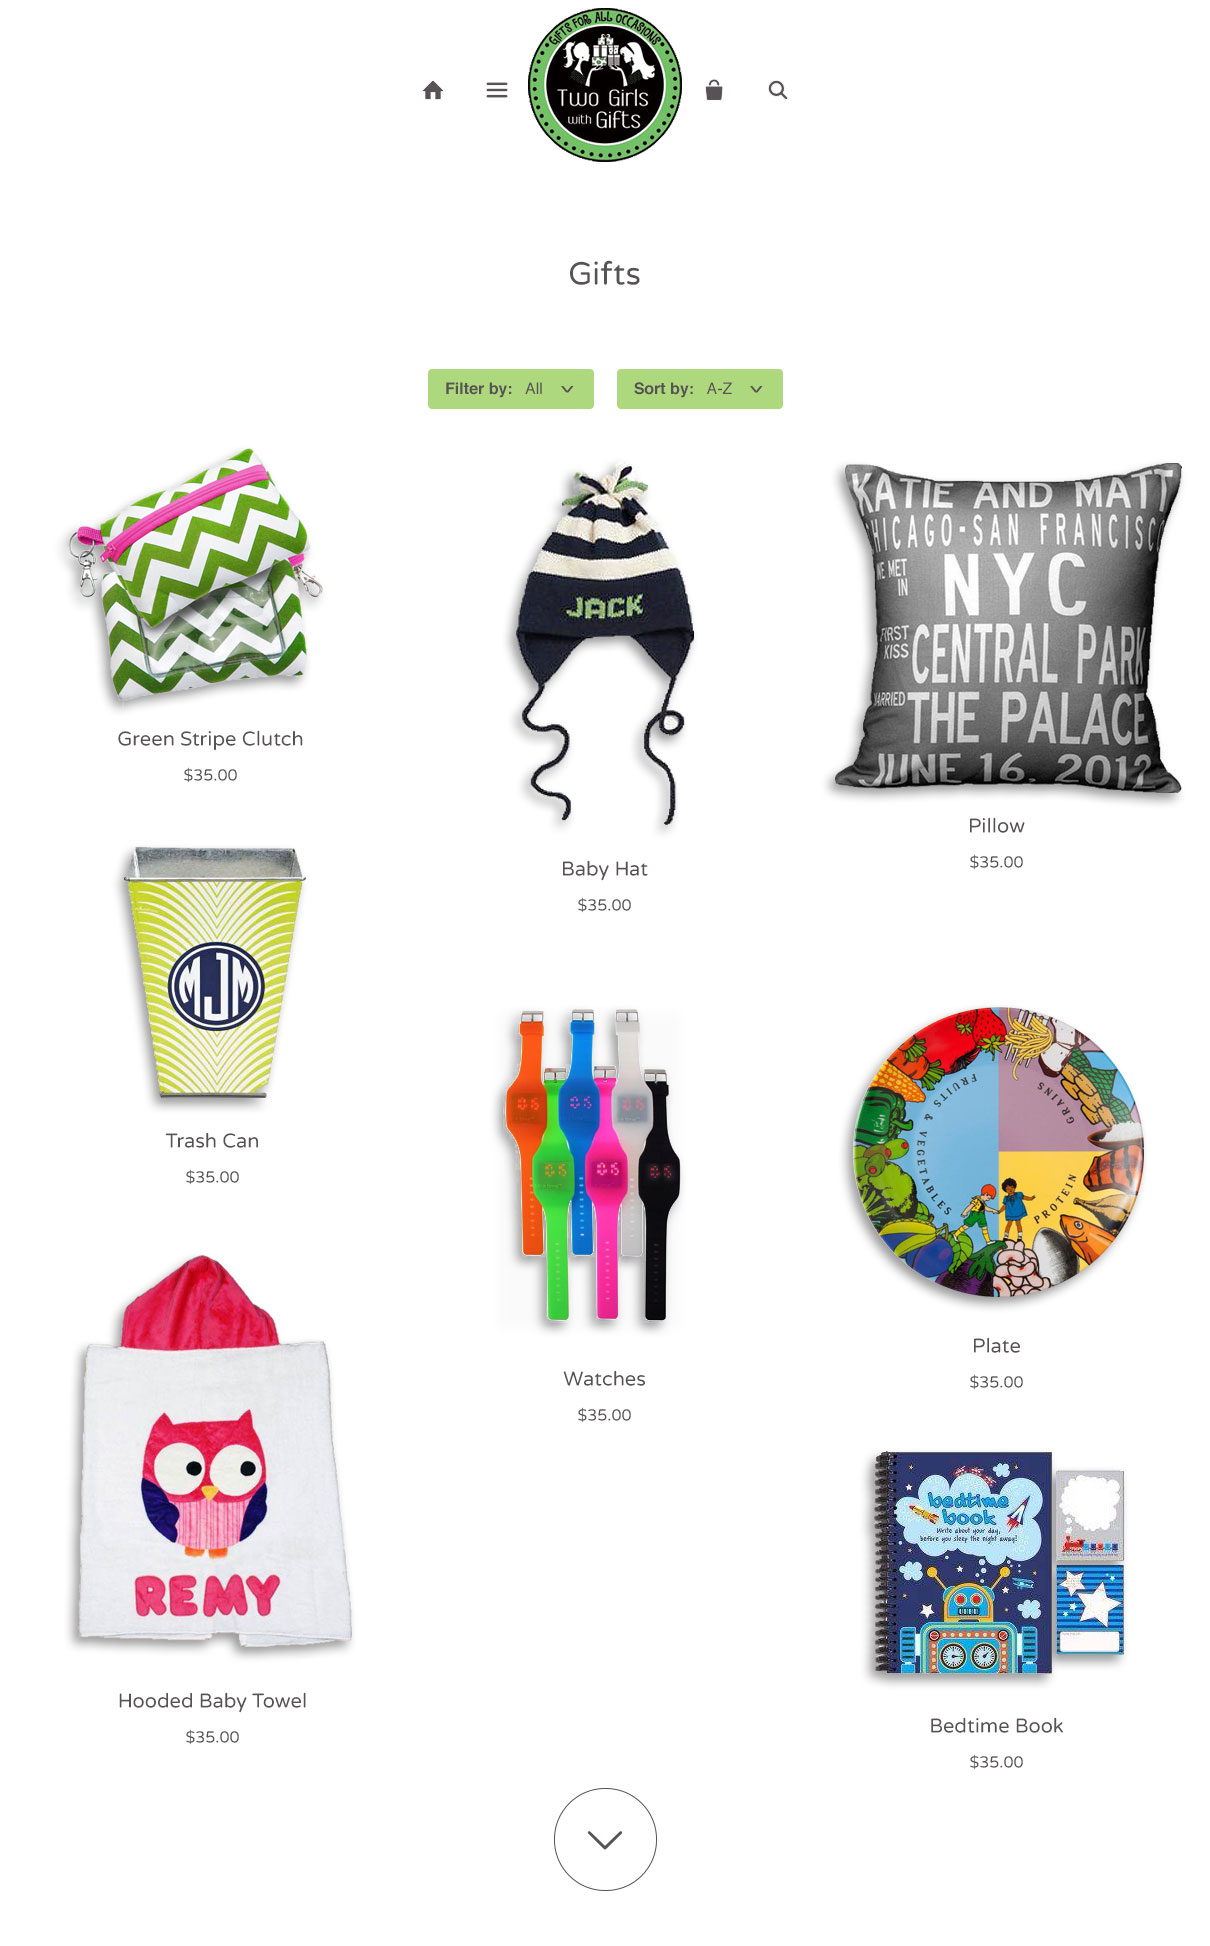 GIFTS FOR ALL OCCASIONS
Two Girls
with Gifts
Gifts
Filter by: All
Sort by: A-Z
Green Stripe Clutch
$35.00
JACK
Baby Hat
$35.00
KATIE AND MATT
CHICAGO-SAN FRANCISCO
WE MET
IN
NYC
FIRST
KISS
CENTRAL PARK
MARRIED
THE PALACE
JUNE 16, 2012
Pillow
$35.00
MJM
Trash Can
$35.00
Watches
$35.00
FRUITS & VEGETABLES
GRAINS
PROTEIN
Plate
$35.00
REMY
Hooded Baby Towel
$35.00
bedtime
book
Write about your day,
before you sleep the night away!
Bedtime Book
$35.00